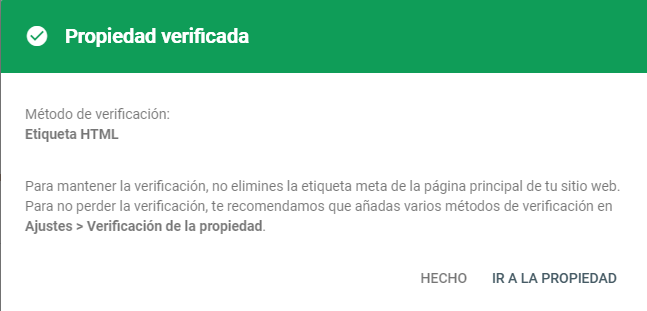 Propiedad verificada
Método de verificación:
Etiqueta HTML
Para mantener la verificación, no elimines la etiqueta meta de la página principal de tu sitio web.
Para no perder la verificación, te recomendamos que añadas varios métodos de verificación en
Ajustes > Verificación de la propiedad.
HECHO IR A LA PROPIEDAD